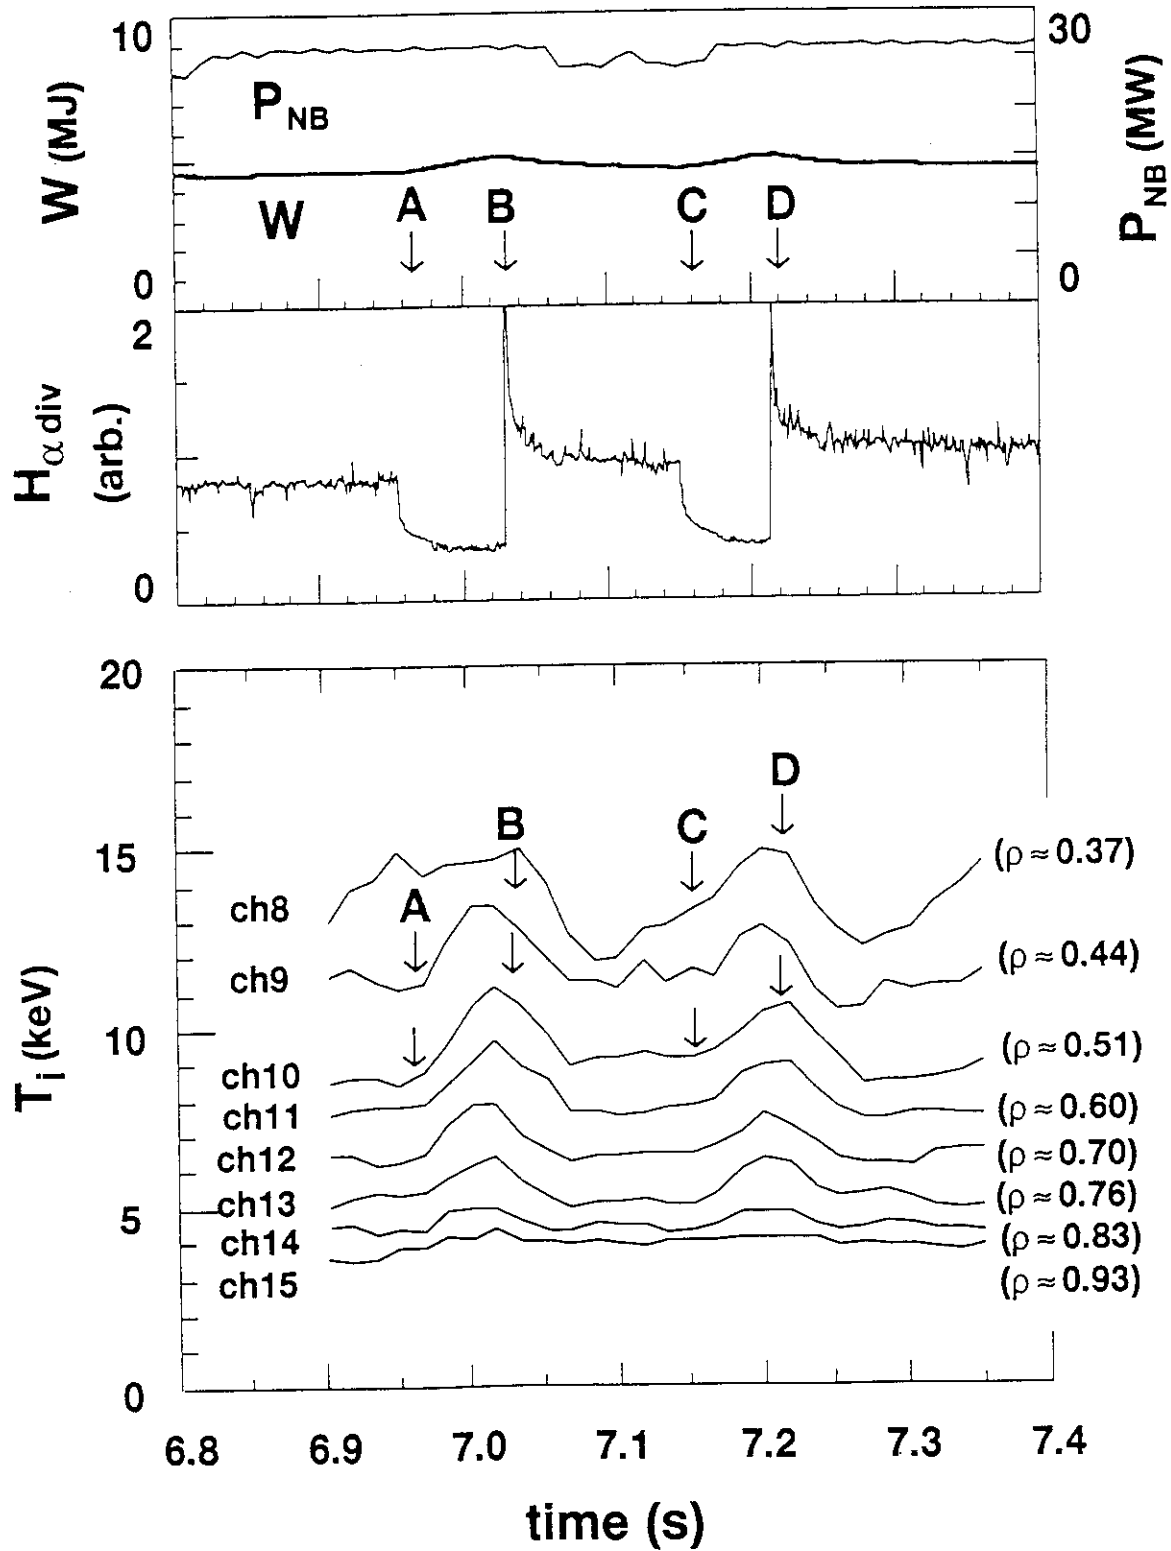 10
30
W (MJ)
P_NB
P_NB (MW)
W
A
B
C
D
0
0
2
H_α div
(arb.)
0
20
D
B
C
15
(ρ ≈ 0.37)
ch8
A
ch9
(ρ ≈ 0.44)
T_i (keV)
10
(ρ ≈ 0.51)
ch10
ch11
(ρ ≈ 0.60)
ch12
(ρ ≈ 0.70)
5
ch13
(ρ ≈ 0.76)
ch14
(ρ ≈ 0.83)
ch15
(ρ ≈ 0.93)
0
6.8 6.9 7.0 7.1 7.2 7.3 7.4
time (s)